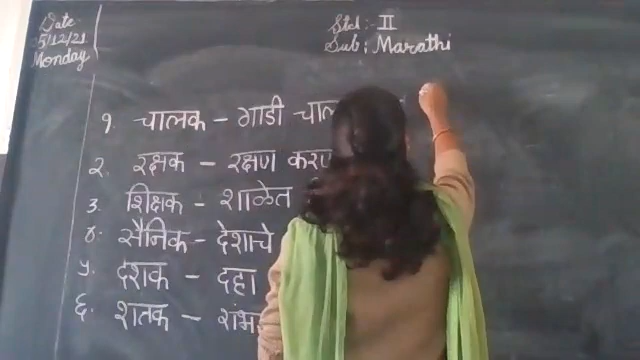 Date
5/12/21
Monday
Std:- II
Sub: Marathi
१. चालक - गाडी
२. रक्षक - रक्षण
३. शिक्षक - शाळेत
४. सैनिक - देशाचे
५. दशक - दहा
६. शतक -